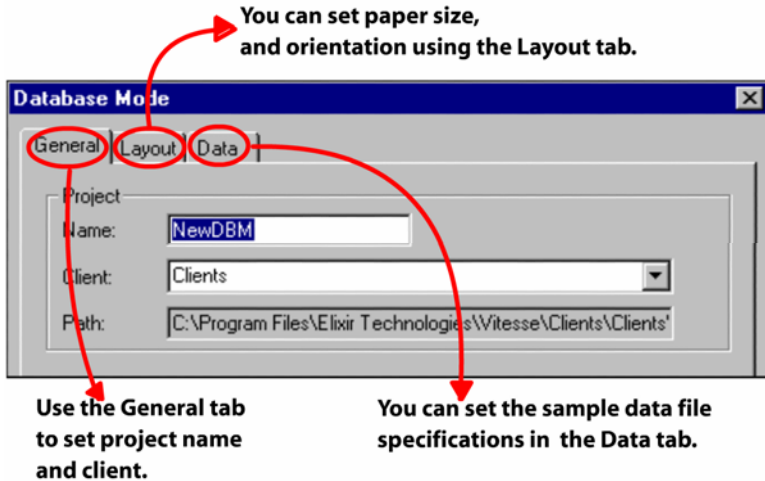 You can set paper size,
and orientation using the Layout tab.
Database Mode
General Layout Data
Project
Name: NewDBM
Client: Clients
Path: C:\Program Files\Elixir Technologies\Vitesse\Clients\Clients'
Use the General tab
to set project name
and client.
You can set the sample data file
specifications in the Data tab.